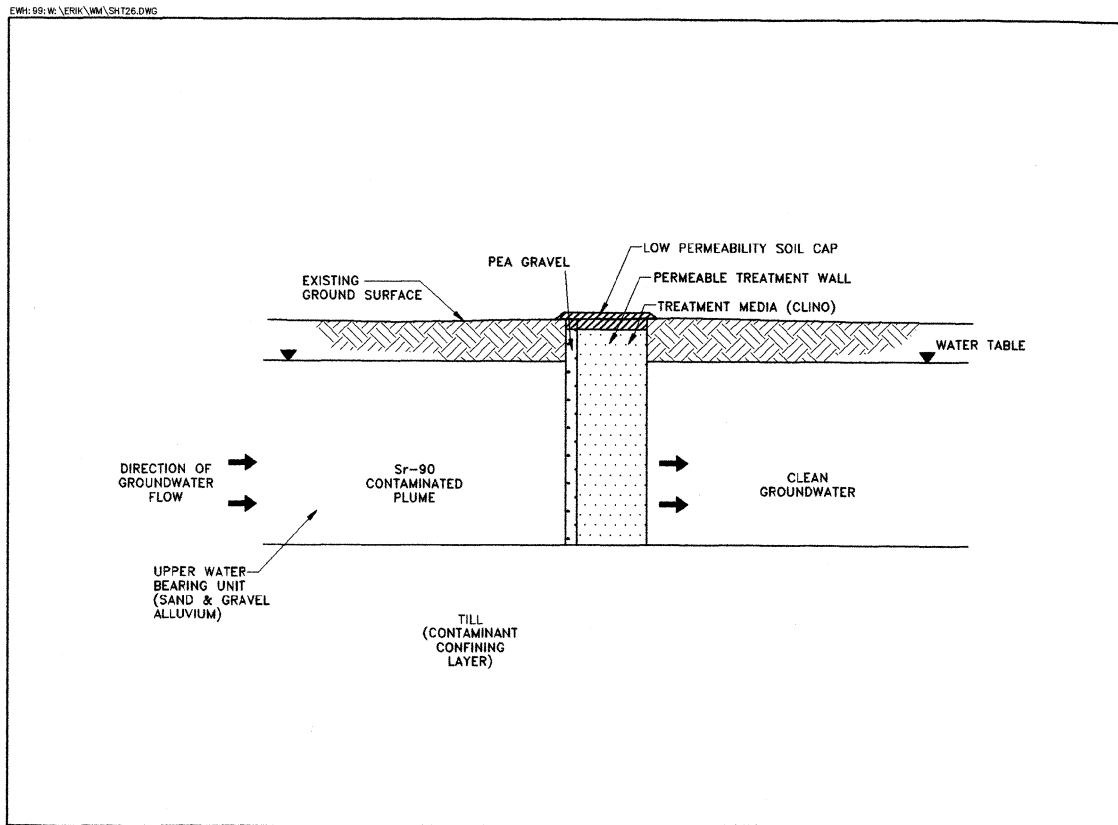 EWH: 99: W: \ERIK\WM\SHT26.DWG
LOW PERMEABILITY SOIL CAP
PEA GRAVEL
PERMEABLE TREATMENT WALL
EXISTING
GROUND SURFACE
TREATMENT MEDIA (CLINO)
WATER TABLE
DIRECTION OF
GROUNDWATER
FLOW
Sr-90
CONTAMINATED
PLUME
CLEAN
GROUNDWATER
UPPER WATER
BEARING UNIT
(SAND & GRAVEL
ALLUVIUM)
TILL
(CONTAMINANT
CONFINING
LAYER)